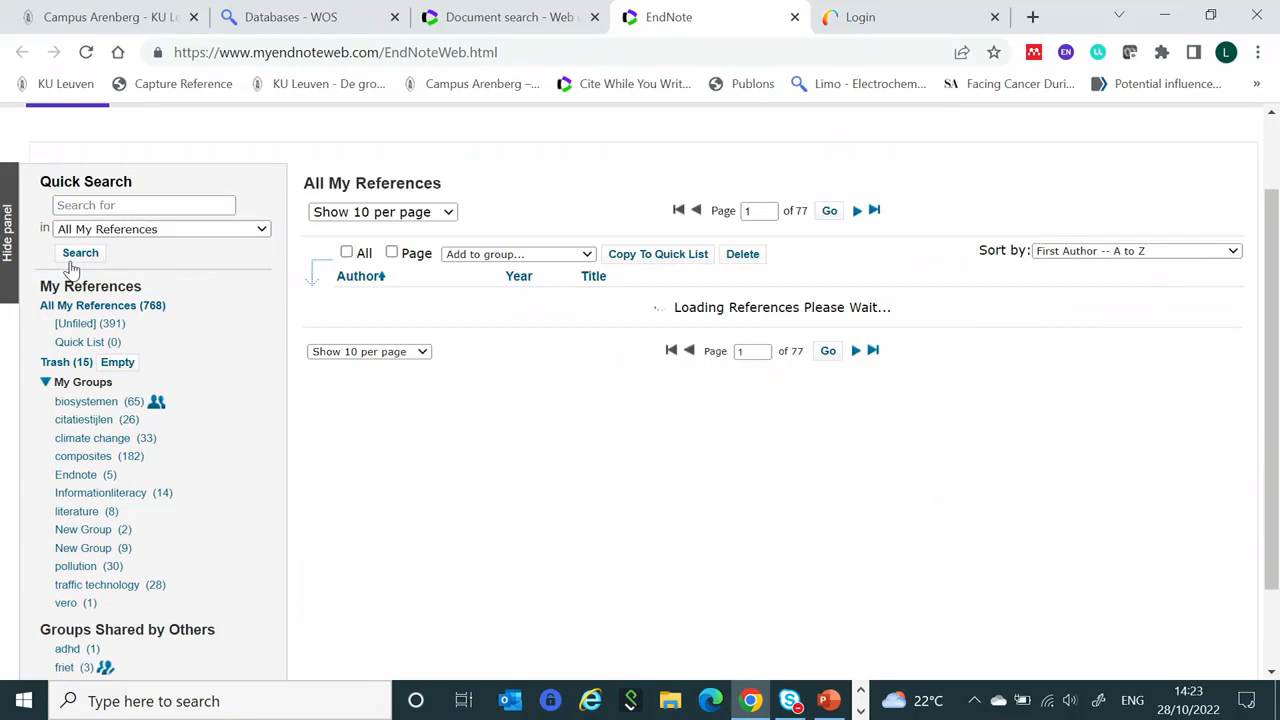 Campus Arenberg - KU L
Databases - WOS
Document search - Web
EndNote
Login
https://www.myendnoteweb.com/EndNoteWeb.html
EN
L
KU Leuven
Capture Reference
KU Leuven - De gro...
Campus Arenberg –...
Cite While You Writ...
Publons
Limo - Electrochem...
SA Facing Cancer Duri...
Potential influence...
»
Hide panel
Quick Search
Search for
in All My References
Search
My References
All My References (768)
[Unfiled] (391)
Quick List (0)
Trash (15) Empty
My Groups
biosystemen (65)
citatiestijlen (26)
climate change (33)
composites (182)
Endnote (5)
Informationliteracy (14)
literature (8)
New Group (2)
New Group (9)
pollution (30)
traffic technology (28)
vero (1)
Groups Shared by Others
adhd (1)
friet (3)
All My References
Show 10 per page
Page 1 of 77 Go
All Page Add to group... Copy To Quick List Delete
Sort by: First Author -- A to Z
Author Year Title
Loading References Please Wait...
Show 10 per page
Page 1 of 77 Go
Type here to search
22°C
ENG
14:23
28/10/2022